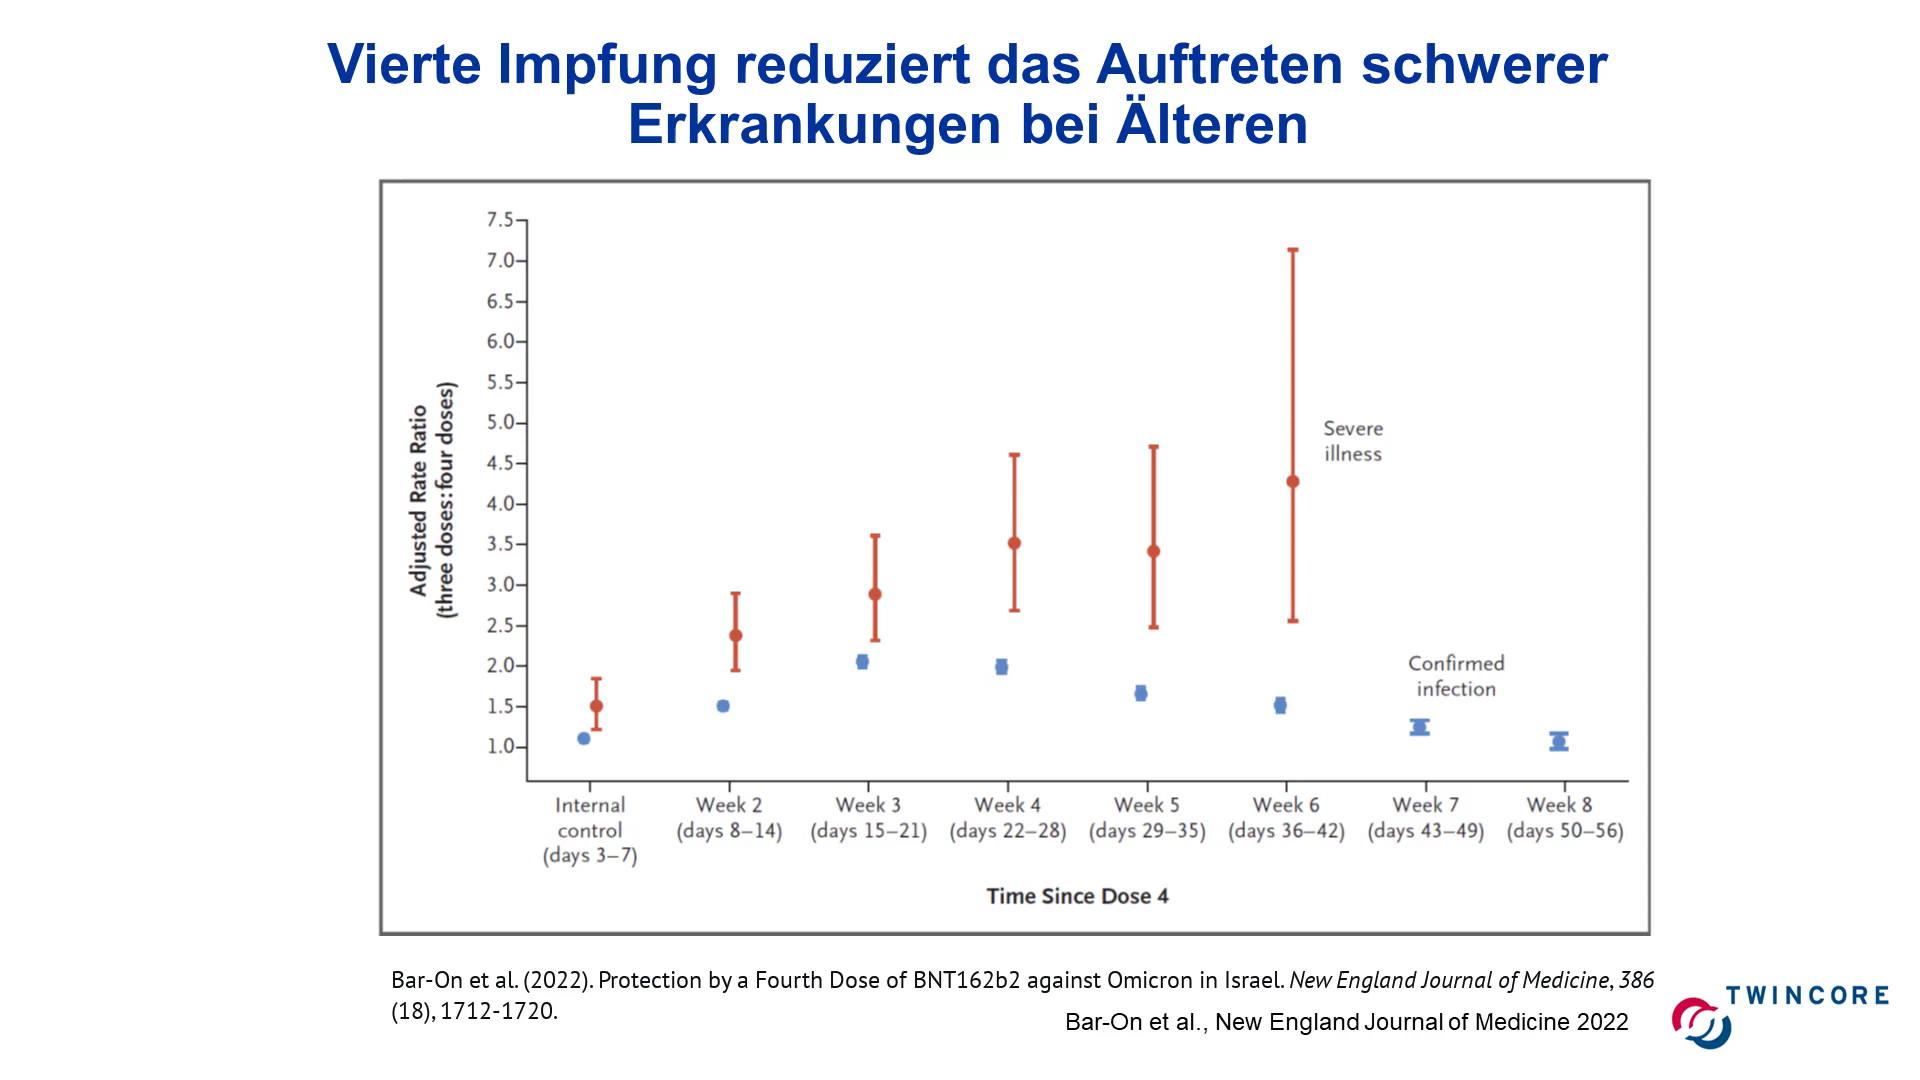 Vierte Impfung reduziert das Auftreten schwerer
Erkrankungen bei Älteren
Adjusted Rate Ratio
(three doses:four doses)
7.5
7.0
6.5
6.0
5.5
5.0
4.5
4.0
3.5
3.0
2.5
2.0
1.5
1.0
Severe
illness
Confirmed
infection
Internal
control
(days 3–7)
Week 2
(days 8–14)
Week 3
(days 15–21)
Week 4
(days 22–28)
Week 5
(days 29–35)
Week 6
(days 36–42)
Week 7
(days 43–49)
Week 8
(days 50–56)
Time Since Dose 4
Bar-On et al. (2022). Protection by a Fourth Dose of BNT162b2 against Omicron in Israel. New England Journal of Medicine, 386
(18), 1712-1720.
Bar-On et al., New England Journal of Medicine 2022
TWINCORE